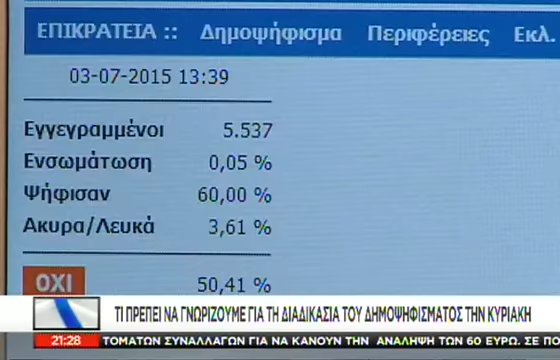 ΕΠΙΚΡΑΤΕΙΑ :: Δημοψήφισμα Περιφέρειες Εκλ.
03-07-2015 13:39
Εγγεγραμμένοι 5.537
Ενσωμάτωση 0,05 %
Ψήφισαν 60,00 %
Ακυρα/Λευκά 3,61 %
ΟΧΙ 50,41 %
ΤΙ ΠΡΕΠΕΙ ΝΑ ΓΝΩΡΙΖΟΥΜΕ ΓΙΑ ΤΗ ΔΙΑΔΙΚΑΣΙΑ ΤΟΥ ΔΗΜΟΨΗΦΙΣΜΑΤΟΣ ΤΗΝ ΚΥΡΙΑΚΗ
21:28 ΤΟΜΑΤΩΝ ΣΥΝΑΛΛΑΓΩΝ ΓΙΑ ΝΑ ΚΑΝΟΥΝ ΤΗΝ ΑΝΑΛΗΨΗ ΤΩΝ 60 ΕΥΡΩ. ΣΕ ΠΟ